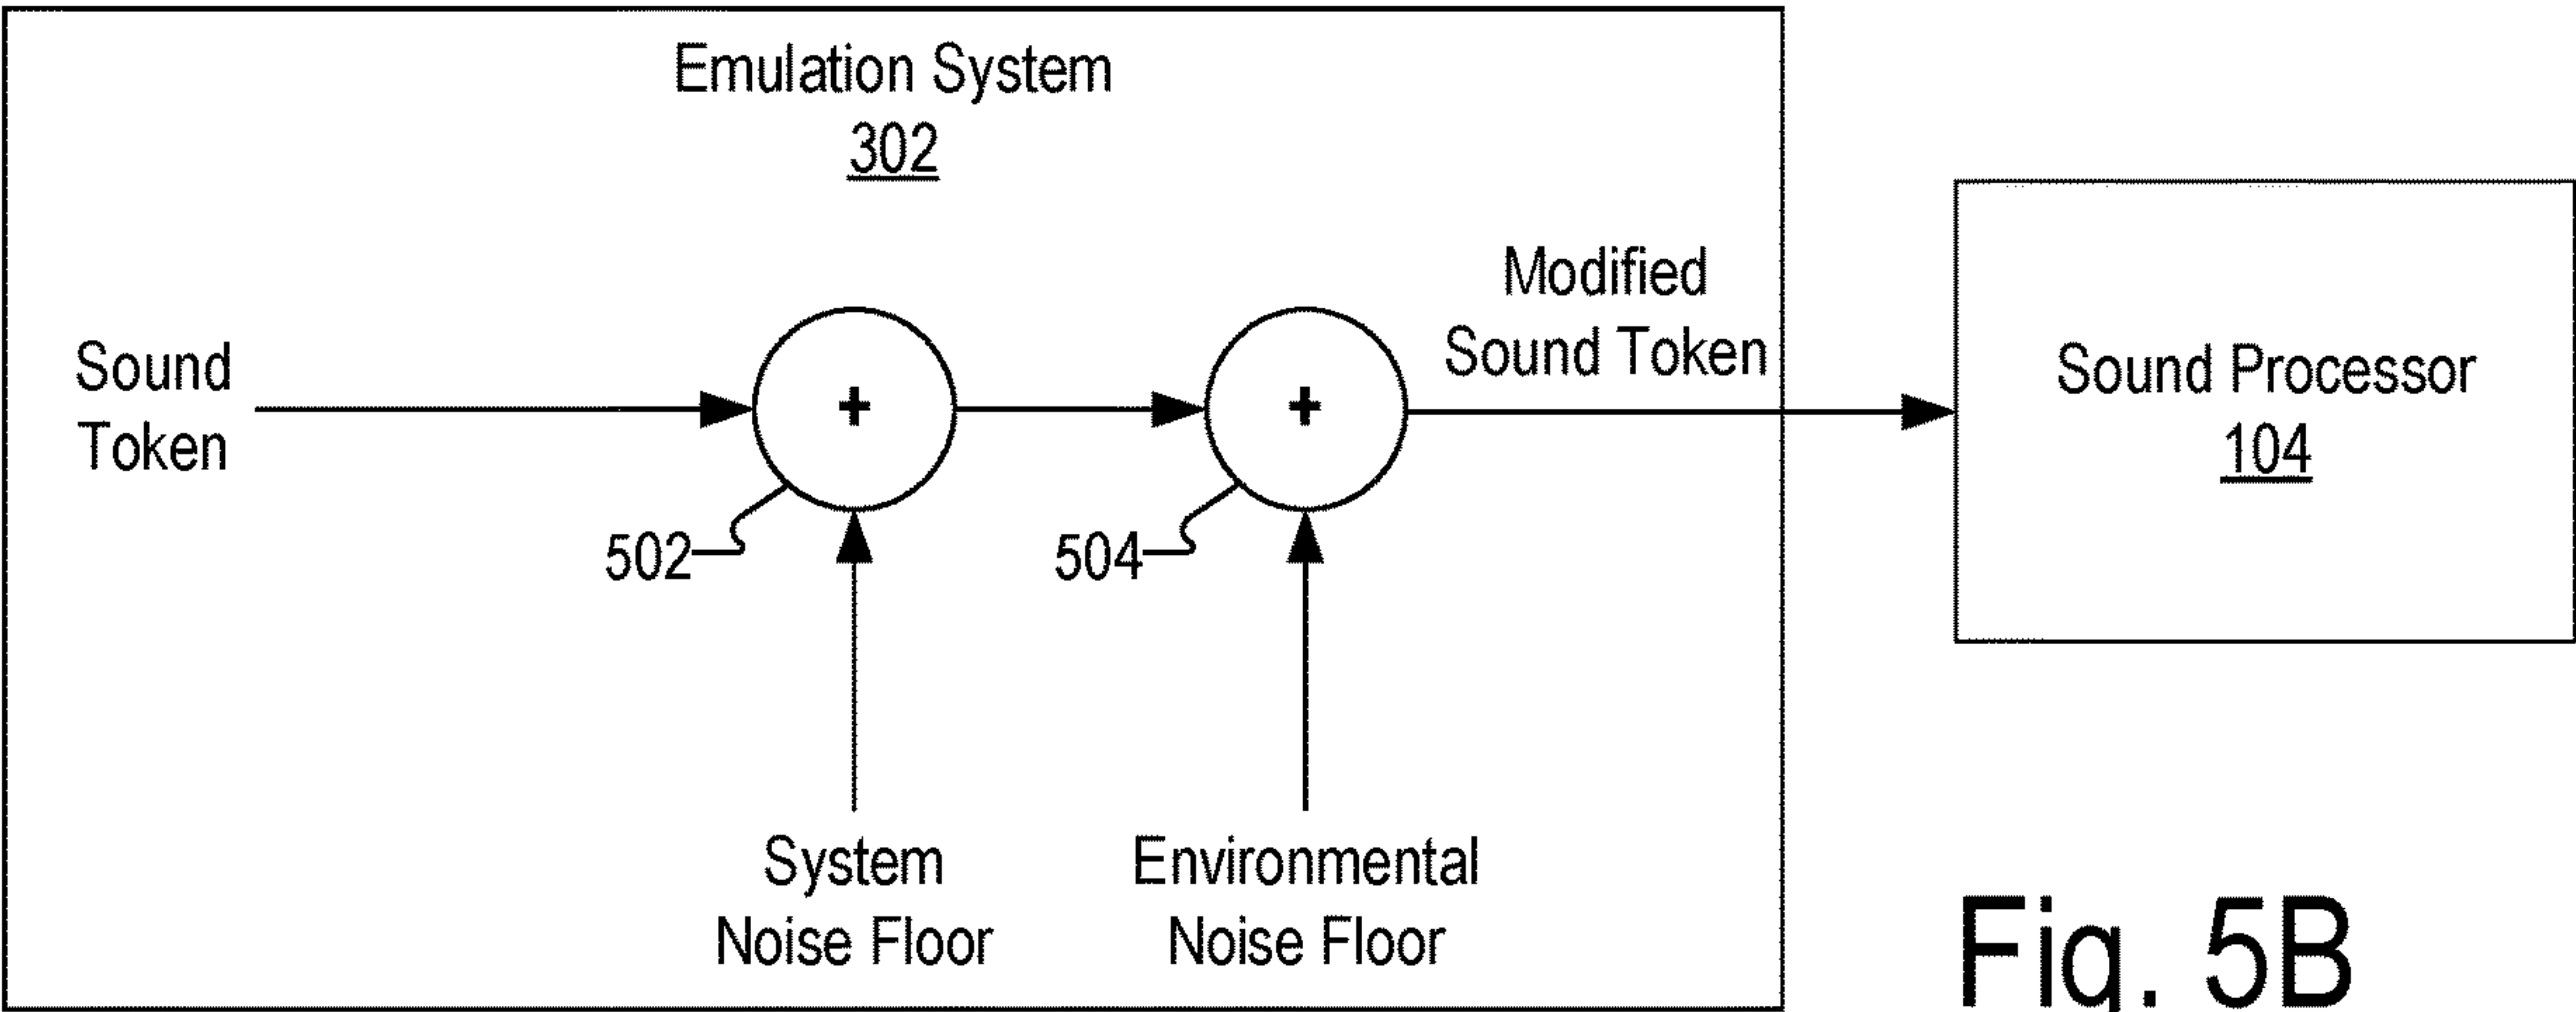 Emulation System
302
Sound
Token
+
+
Modified
Sound Token
502
504
System
Noise Floor
Environmental
Noise Floor
Sound Processor
104
Fig. 5B